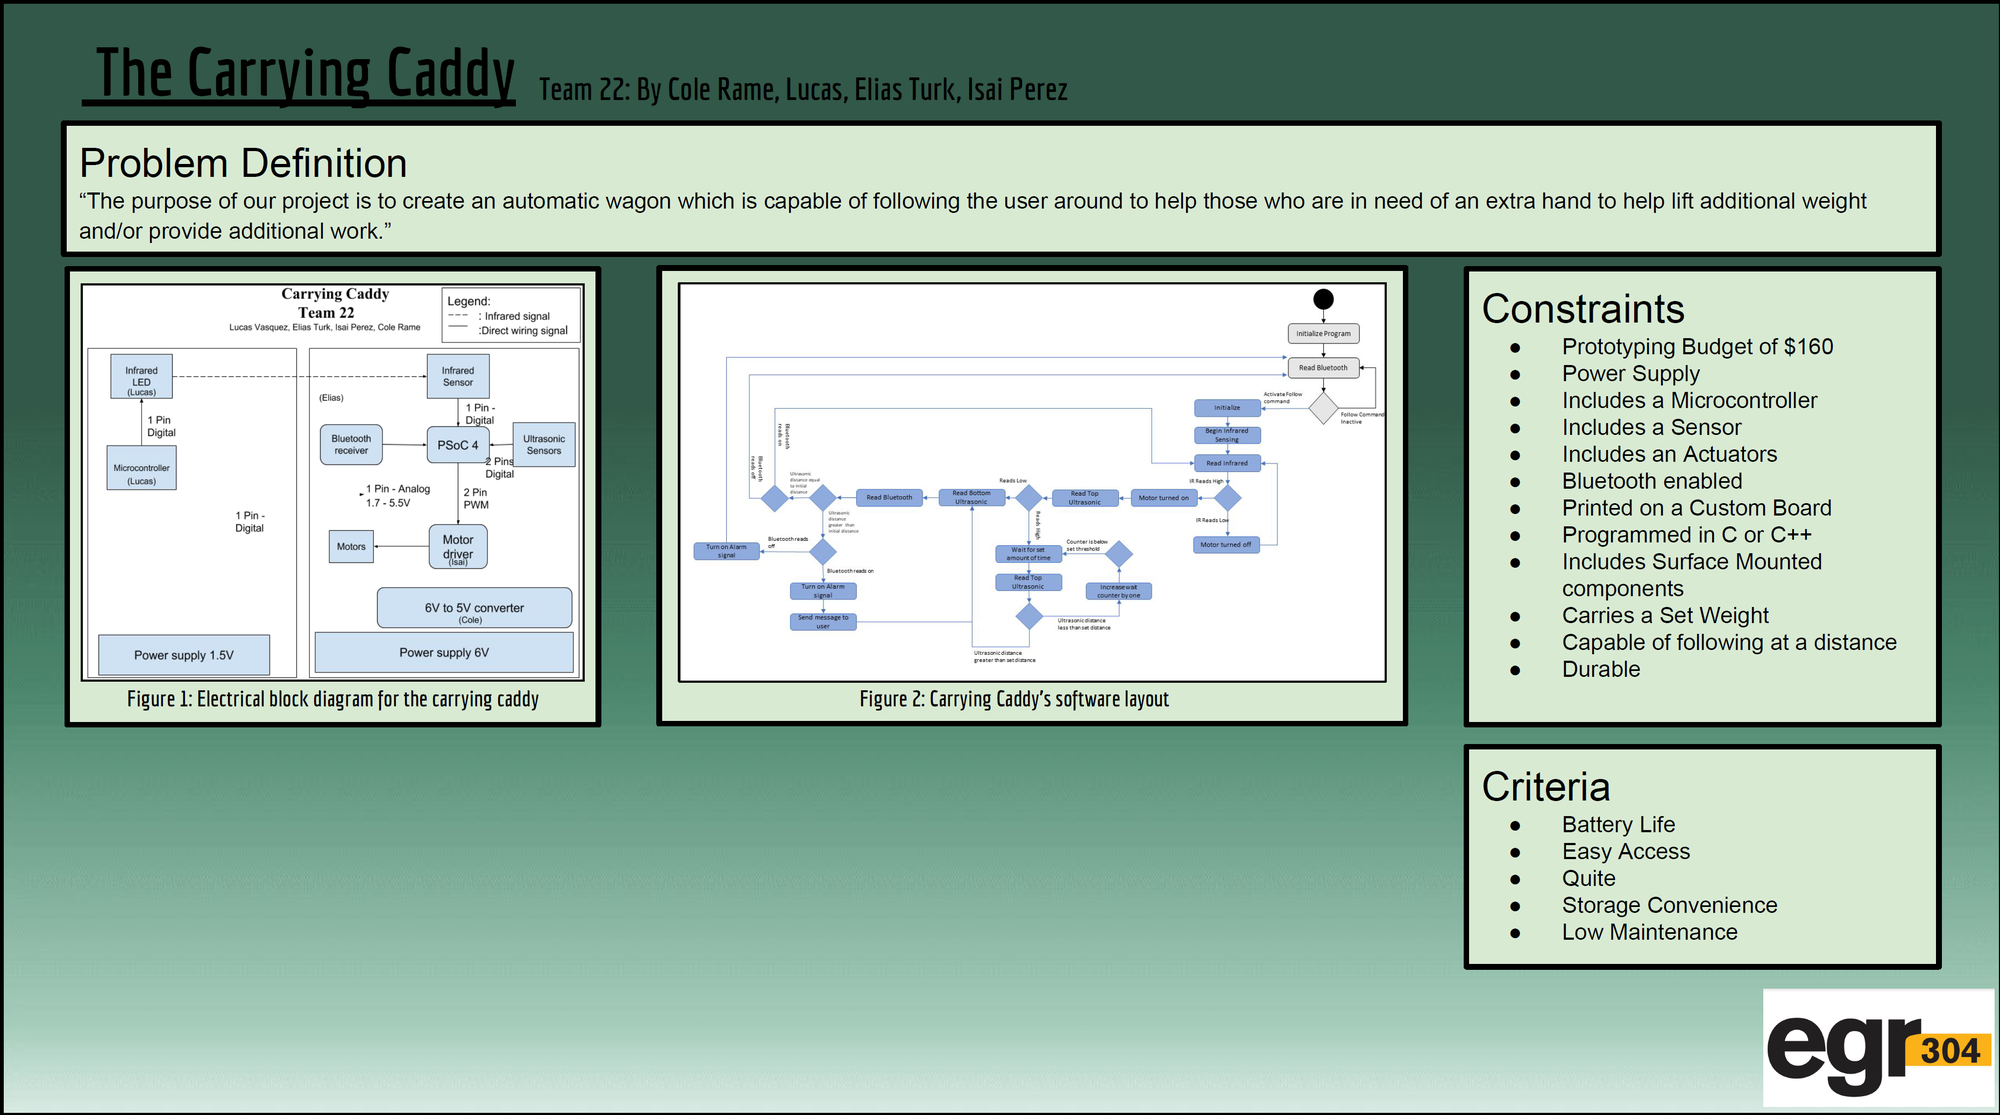 The Carrying Caddy
Team 22: By Cole Rame, Lucas, Elias Turk, Isai Perez
Problem Definition
“The purpose of our project is to create an automatic wagon which is capable of following the user around to help those who are in need of an extra hand to help lift additional weight
and/or provide additional work.”
Carrying Caddy
Team 22
Lucas Vasquez, Elias Turk, Isai Perez, Cole Rame
Legend:
: Infrared signal
:Direct wiring signal
Infrared
LED
(Lucas)
1 Pin
Digital
Microcontroller
(Lucas)
1 Pin -
Digital
Power supply 1.5V
Infrared
Sensor
(Elias)
1 Pin -
Digital
Bluetooth
receiver
PSoC 4
Ultrasonic
Sensors
2 Pins
Digital
1 Pin - Analog
1.7 - 5.5V
2 Pin
PWM
Motors
Motor
driver
(Isai)
6V to 5V converter
(Cole)
Power supply 6V
Figure 1: Electrical block diagram for the carrying caddy
Initialize Program
Read Bluetooth
Activate Follow
command
Follow Command
Inactive
Initialize
Begin Infrared
Sensing
Read Infrared
IR Reads High
IR Reads Low
Motor turned off
Motor turned on
Read Top
Ultrasonic
Reads Low
Reads High
Read Bottom
Ultrasonic
Read Bluetooth
Ultrasonic
distance equal
to initial
distance
Bluetooth
reads on
Bluetooth
reads off
Ultrasonic
distance
greater than
initial distance
Bluetooth reads
off
Turn on Alarm
signal
Bluetooth reads on
Turn on Alarm
signal
Send message to
user
Wait for set
amount of time
Counter is below
set threshold
Read Top
Ultrasonic
Increase wait
counter by one
Ultrasonic distance
less than set distance
Ultrasonic distance
greater than set distance
Figure 2: Carrying Caddy’s software layout
Constraints
● Prototyping Budget of $160
● Power Supply
● Includes a Microcontroller
● Includes a Sensor
● Includes an Actuators
● Bluetooth enabled
● Printed on a Custom Board
● Programmed in C or C++
● Includes Surface Mounted
components
● Carries a Set Weight
● Capable of following at a distance
● Durable
Criteria
● Battery Life
● Easy Access
● Quite
● Storage Convenience
● Low Maintenance
egr 304